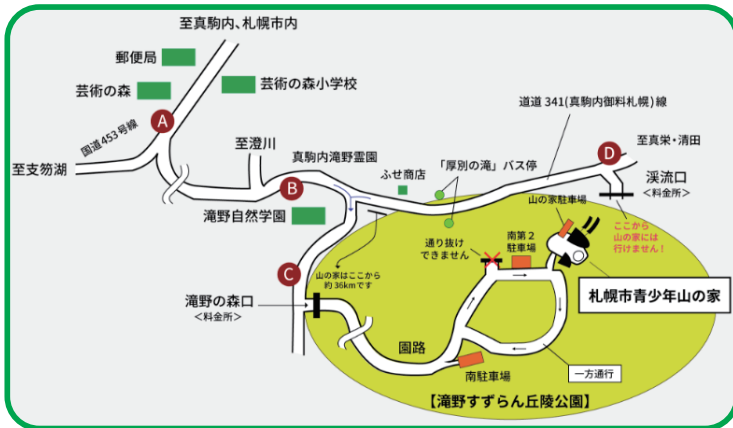 至真駒内、札幌市内
郵便局
芸術の森
芸術の森小学校
A
国道453号線
至支笏湖
至澄川
真駒内滝野霊園
B
滝野自然学園
ふせ商店
「厚別の滝」バス停
道道 341(真駒内御料札幌)線
D
至真栄・清田
渓流口
<料金所>
ここから
山の家には
行けません!
山の家駐車場
南第2
駐車場
通り抜け
できません
札幌市青少年山の家
C
山の家はここから
約36kmです
滝野の森口
<料金所>
園路
南駐車場
一方通行
【滝野すずらん丘陵公園】